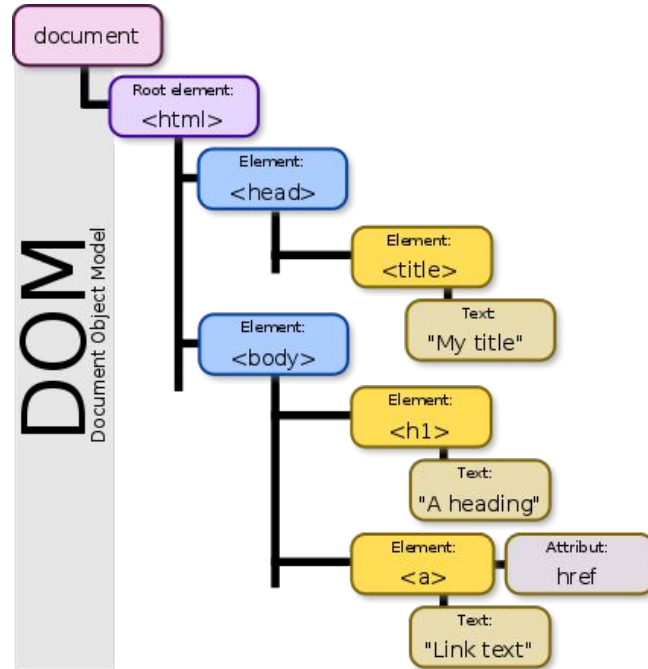 document
Root element:
<html>
Element:
<head>
Element:
<title>
Text
"My title"
Element:
<body>
Element:
<h1>
Text:
"A heading"
Element:
<a>
Attribut:
href
Text:
"Link text"
DOM
Document Object Model